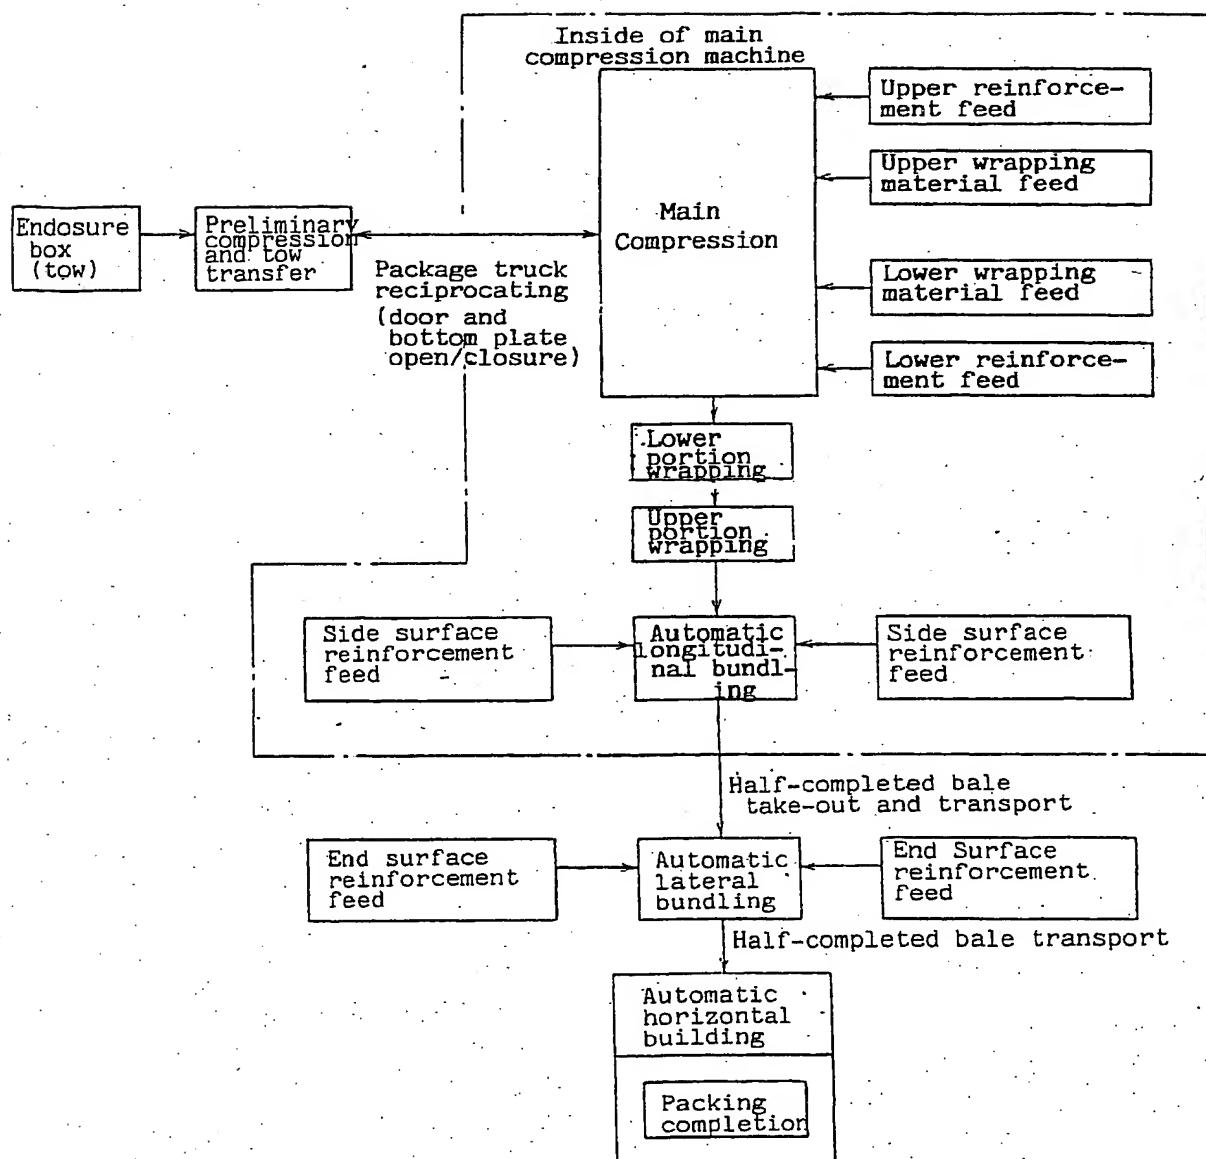 Inside of main
compression machine
Upper reinforce-
ment feed
Upper wrapping
material feed
Endosure
box
(tow)
Preliminary
compression
and tow
transfer
Main
Compression
Package truck
reciprocating
(door and
bottom plate
open/closure)
Lower wrapping
material feed
Lower reinforce-
ment feed
Lower
portion
wrapping
Upper
portion
wrapping
Side surface
reinforcement
feed
Automatic
longitudi-
nal bundl-
ing
Side surface
reinforcement
feed
Half-completed bale
take-out and transport
End surface
reinforcement
feed
Automatic
lateral
bundling
End Surface
reinforcement
feed
Half-completed bale transport
Automatic
horizontal
building
Packing
completion